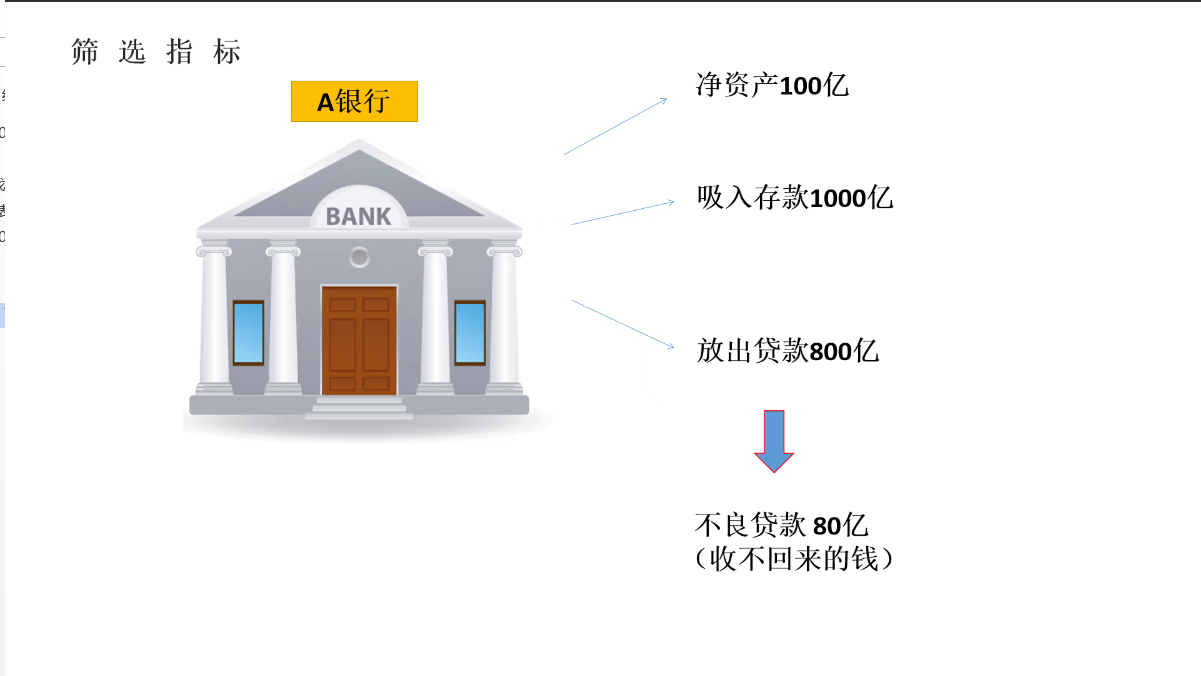 筛选指标
A银行
BANK
净资产100亿
吸入存款1000亿
放出贷款800亿
不良贷款 80亿
（收不回来的钱）